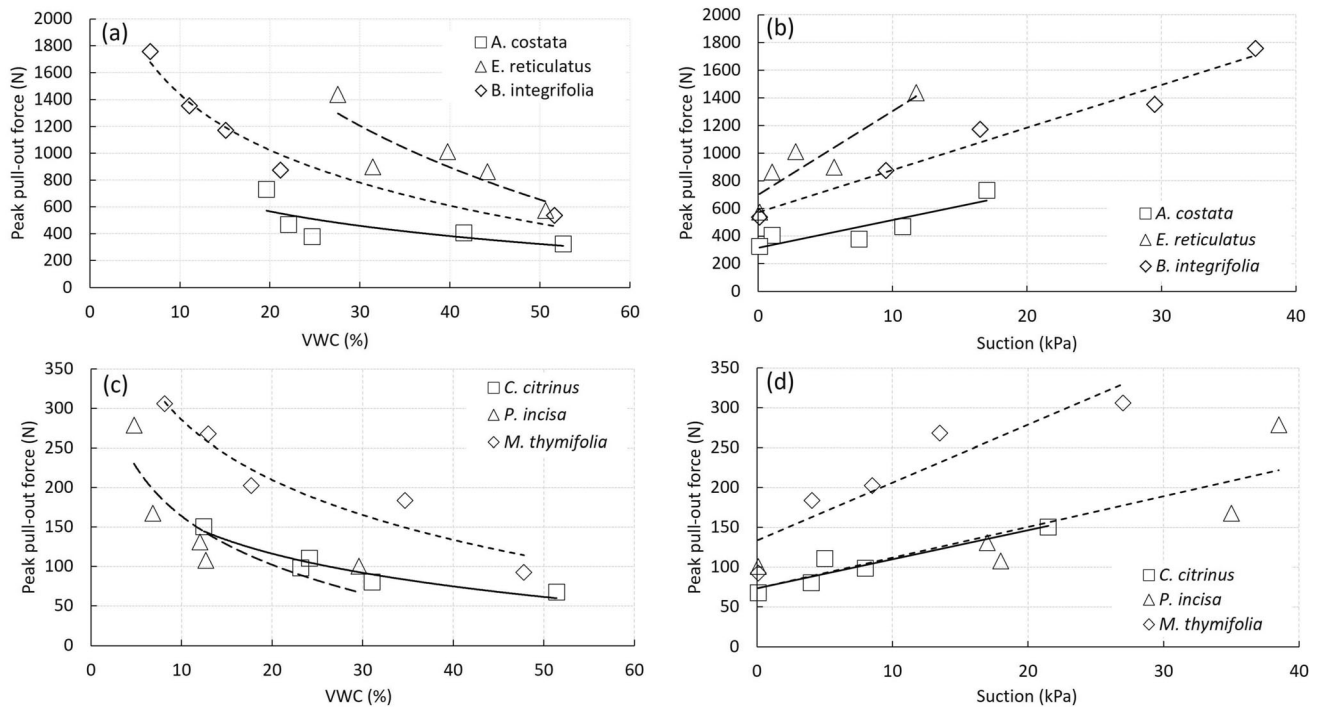 (a)
A. costata
E. reticulatus
B. integrifolia
Peak pull-out force (N)
2000
1800
1600
1400
1200
1000
800
600
400
200
0
0 10 20 30 40 50 60
VWC (%)
(b)
A. costata
E. reticulatus
B. integrifolia
Peak pull-out force (N)
2000
1800
1600
1400
1200
1000
800
600
400
200
0
0 10 20 30 40
Suction (kPa)
(c)
C. citrinus
P. incisa
M. thymifolia
Peak pull-out force (N)
350
300
250
200
150
100
50
0
0 10 20 30 40 50 60
VWC (%)
(d)
C. citrinus
P. incisa
M. thymifolia
Peak pull-out force (N)
350
300
250
200
150
100
50
0
0 10 20 30 40
Suction (kPa)